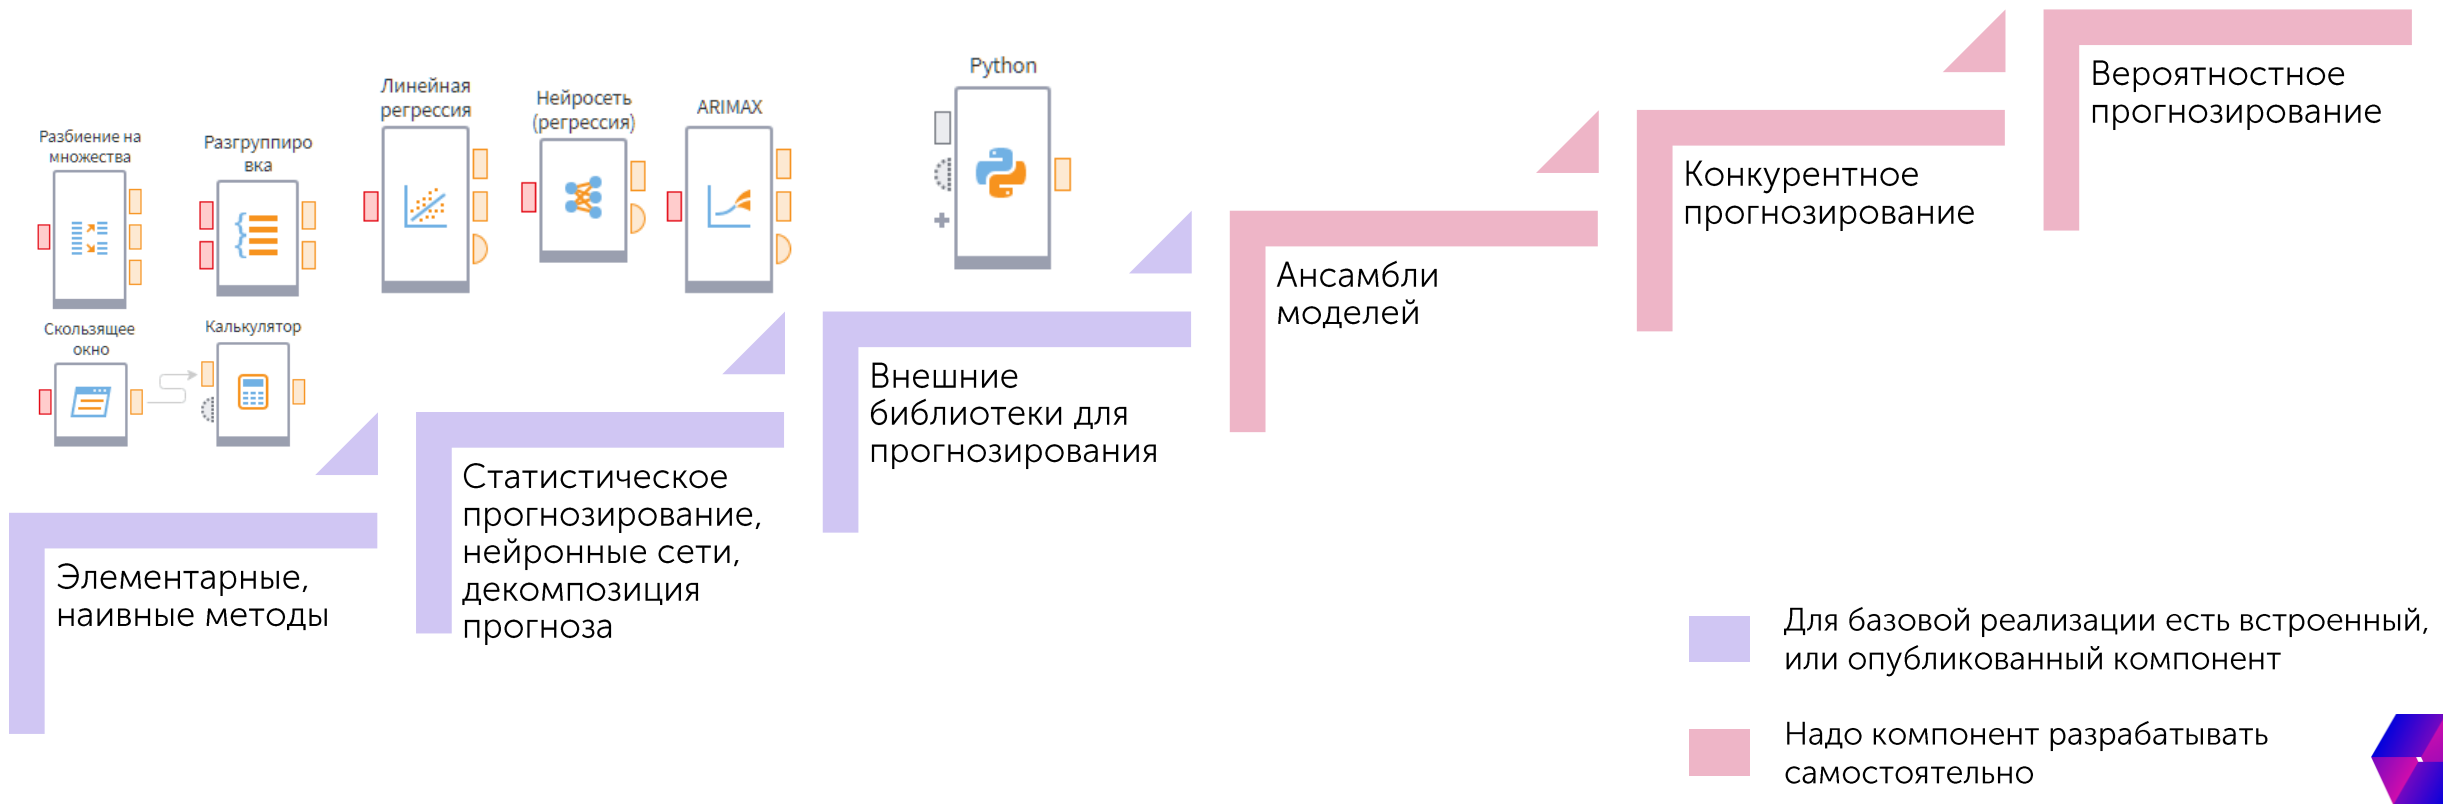 Разбиение на
множества
Разгруппиро
вка
Скользящее
окно
Калькулятор
Линейная
регрессия
Нейросеть
(регрессия)
ARIMAX
Python
Элементарные,
наивные методы
Статистическое
прогнозирование,
нейронные сети,
декомпозиция
прогноза
Внешние
библиотеки для
прогнозирования
Ансамбли
моделей
Конкурентное
прогнозирование
Вероятностное
прогнозирование
Для базовой реализации есть встроенный,
или опубликованный компонент
Надо компонент разрабатывать
самостоятельно